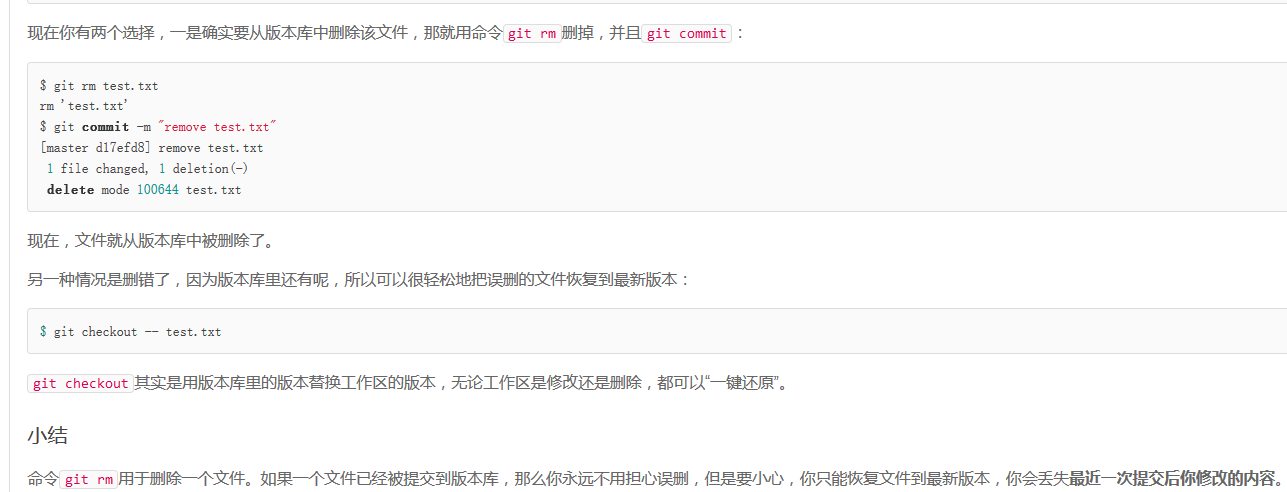 现在你有两个选择，一是确实要从版本库中删除该文件，那就用命令git rm删掉，并且git commit：
$ git rm test.txt
rm 'test.txt'
$ git commit -m "remove test.txt"
[master d17efd8] remove test.txt
1 file changed, 1 deletion(-)
delete mode 100644 test.txt
现在，文件就从版本库中被删除了。
另一种情况是删错了，因为版本库里还有呢，所以可以很轻松地把误删的文件恢复到最新版本：
$ git checkout -- test.txt
git checkout其实是用版本库里的版本替换工作区的版本，无论工作区是修改还是删除，都可以“一键还原”。
小结
命令git rm用于删除一个文件。如果一个文件已经被提交到版本库，那么你永远不用担心误删，但是要小心，你只能恢复文件到最新版本，你会丢失最近一次提交后你修改的内容。